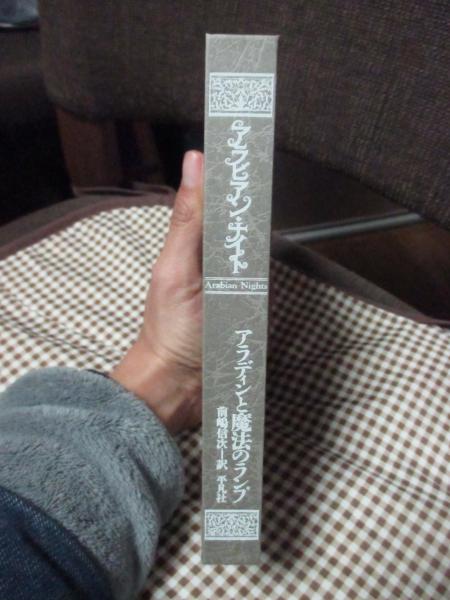 アラビアン・ナイト
Arabian Nights
アラディンと魔法のランプ
前嶋信次―訳 平凡社